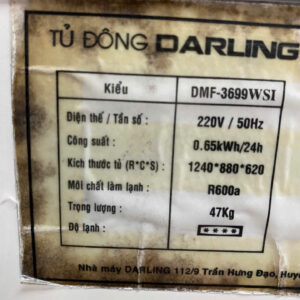 TỦ ĐÔNG DARLING
Kiểu DMF-3699WSI
Điện thế / Tần số : 220V / 50Hz
Công suất : 0.65kWh/24h
Kích thước tủ (R*C*S) : 1240*880*620
Môi chất làm lạnh : R600a
Trọng lượng : 47Kg
Độ lạnh : ****
Nhà máy DARLING 112/9 Trần Hưng Đạo, Huyệ